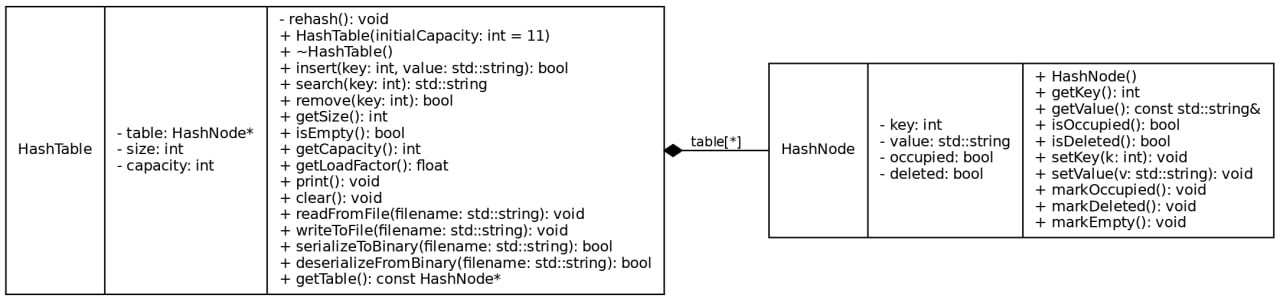 HashTable
- table: HashNode*
- size: int
- capacity: int
- rehash(): void
+ HashTable(initialCapacity: int = 11)
+ ~HashTable()
+ insert(key: int, value: std::string): bool
+ search(key: int): std::string
+ remove(key: int): bool
+ getSize(): int
+ isEmpty(): bool
+ getCapacity(): int
+ getLoadFactor(): float
+ print(): void
+ clear(): void
+ readFromFile(filename: std::string): void
+ writeToFile(filename: std::string): void
+ serializeToBinary(filename: std::string): bool
+ deserializeFromBinary(filename: std::string): bool
+ getTable(): const HashNode*
table[*]
HashNode
- key: int
- value: std::string
- occupied: bool
- deleted: bool
+ HashNode()
+ getKey(): int
+ getValue(): const std::string&
+ isOccupied(): bool
+ isDeleted(): bool
+ setKey(k: int): void
+ setValue(v: std::string): void
+ markOccupied(): void
+ markDeleted(): void
+ markEmpty(): void